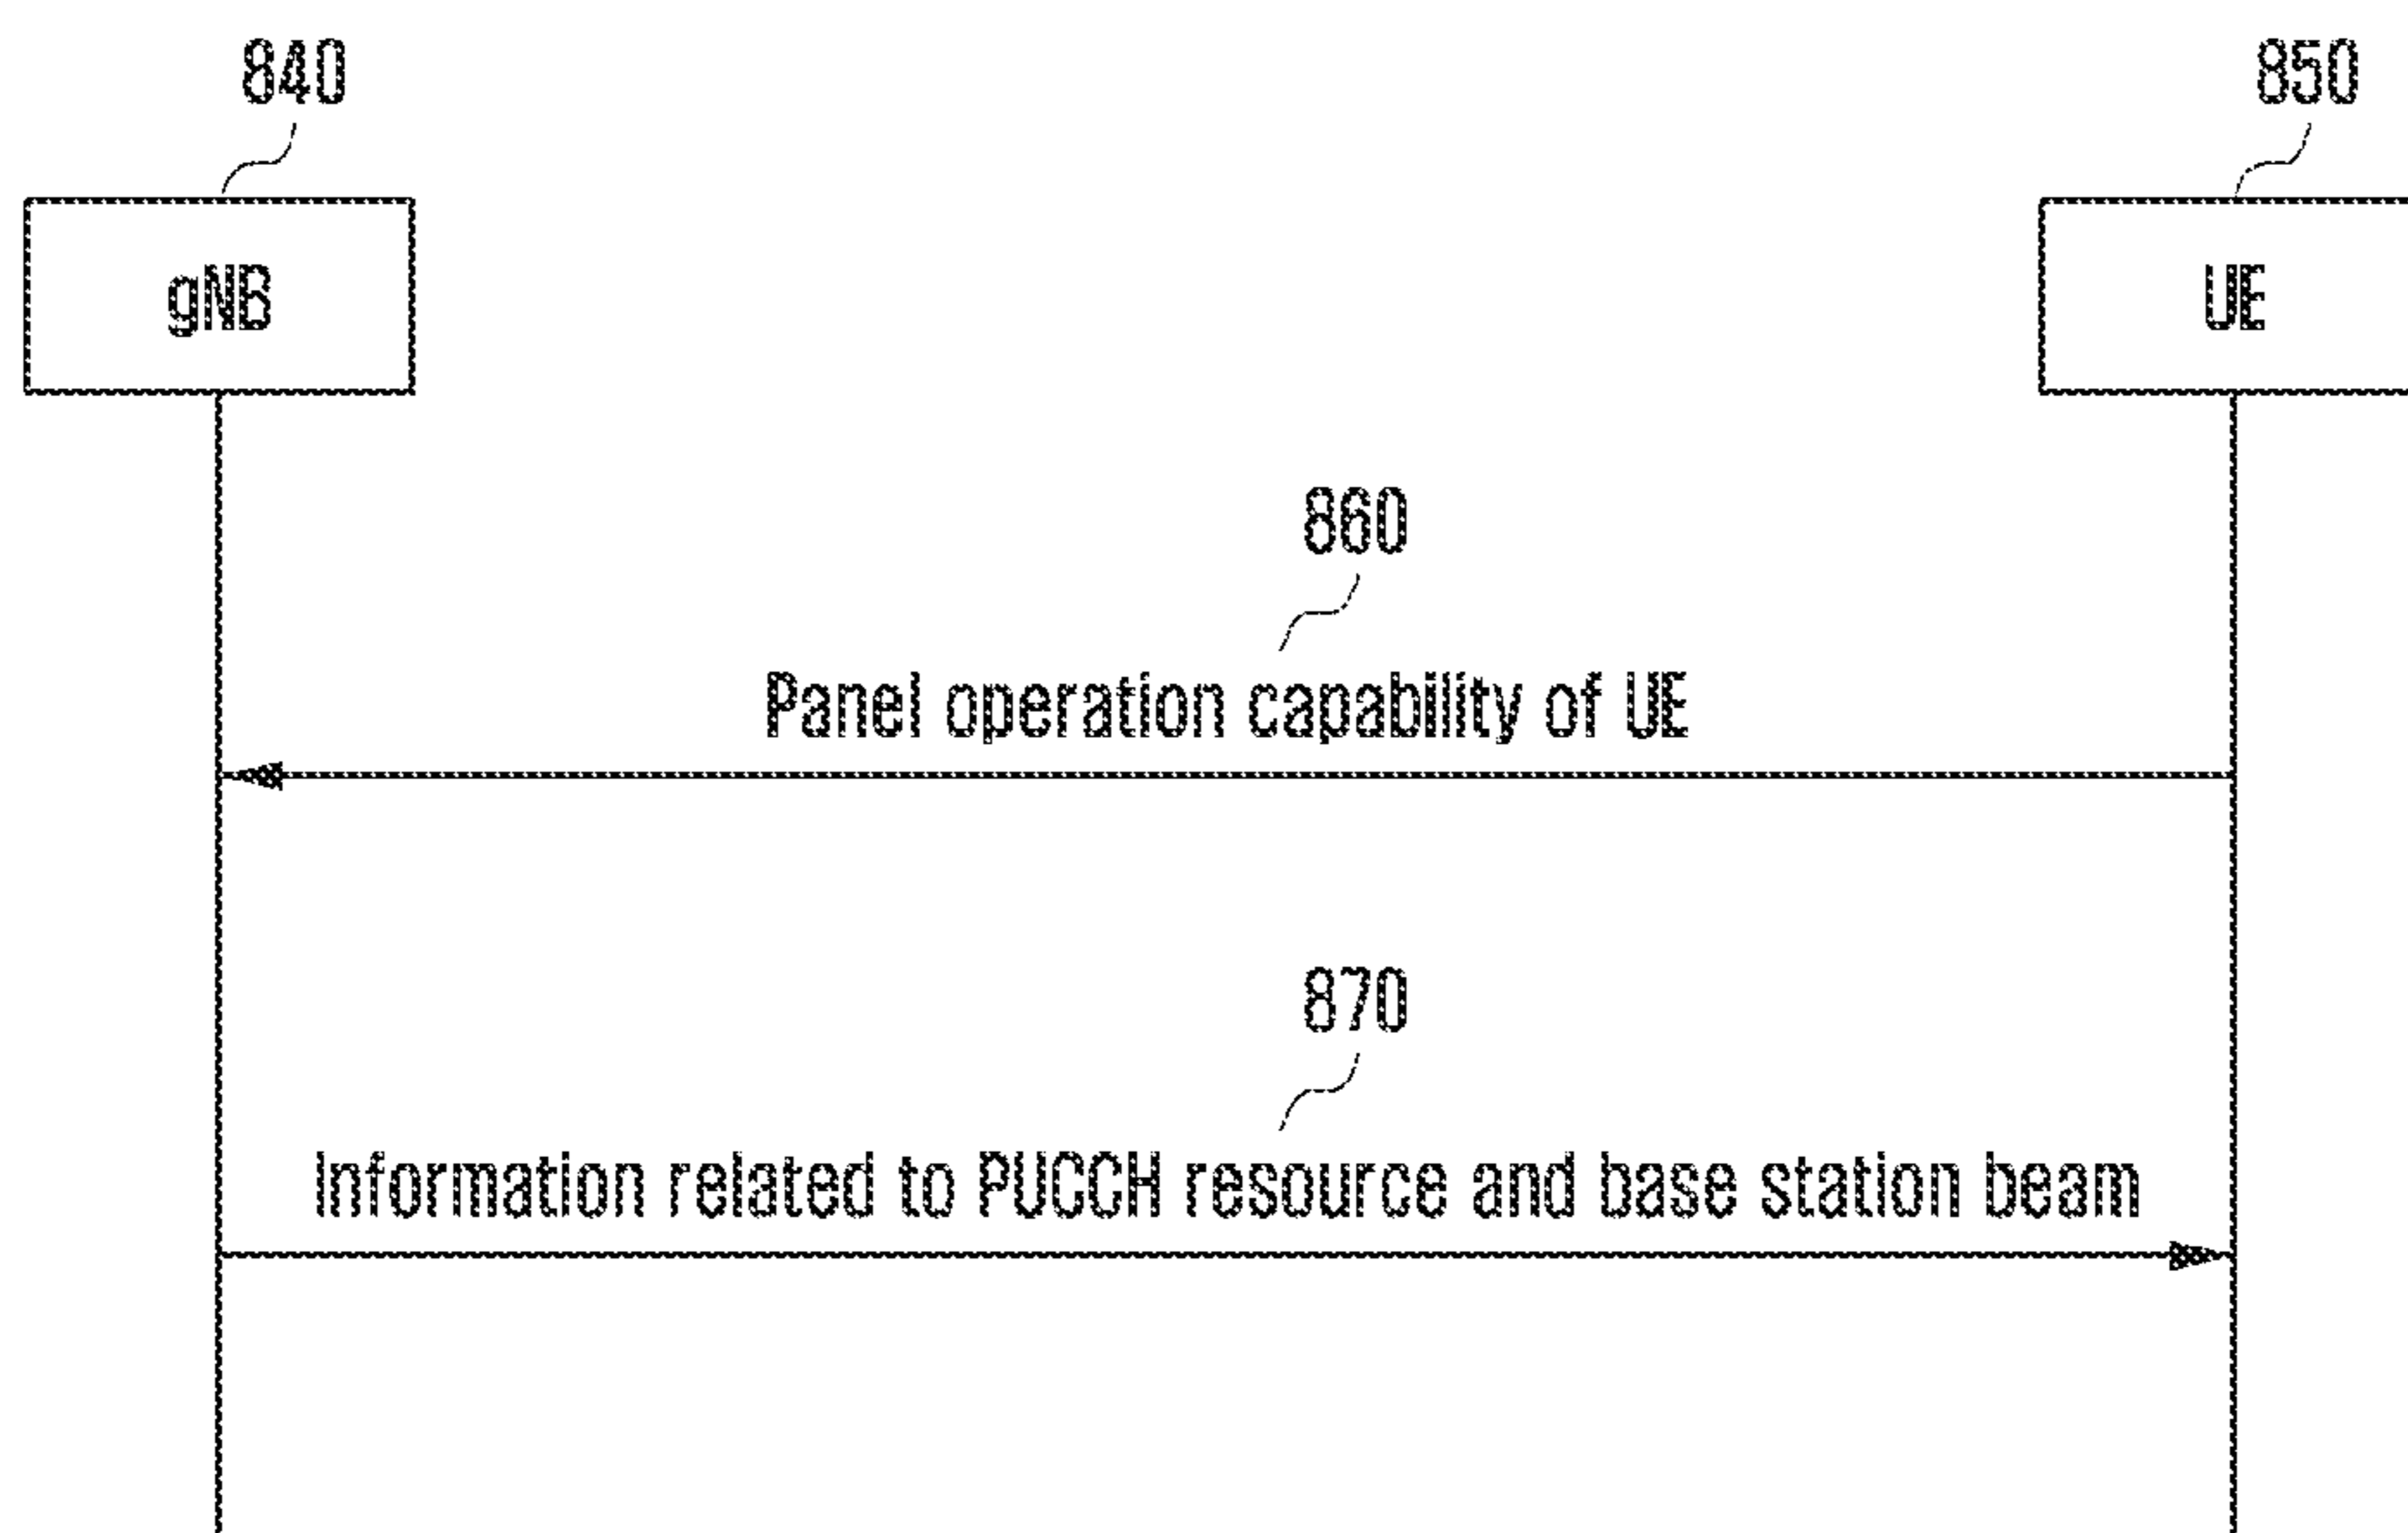 840
850
gNB
UE
860
Panel operation capability of UE
870
Information related to PUCCH resource and base station beam